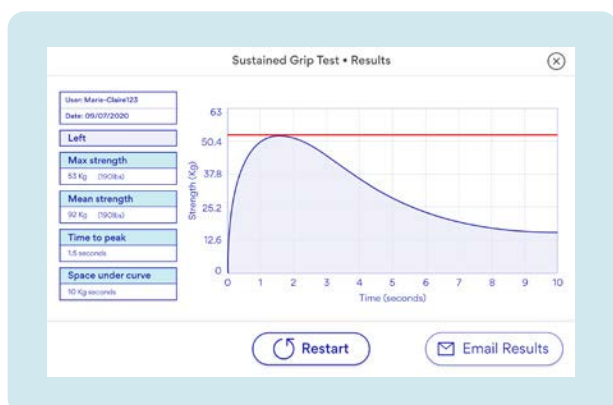 Sustained Grip Test • Results
User: Marie-Claire123
Date: 09/07/2020
Left
Max strength
53 Kg (190lbs)
Mean strength
92 Kg (190lbs)
Time to peak
1.5 seconds
Space under curve
10 Kg seconds
Strength (Kg)
63
50.4
37.8
25.2
12.6
0
0 1 2 3 4 5 6 7 8 9 10
Time (seconds)
Restart
Email Results